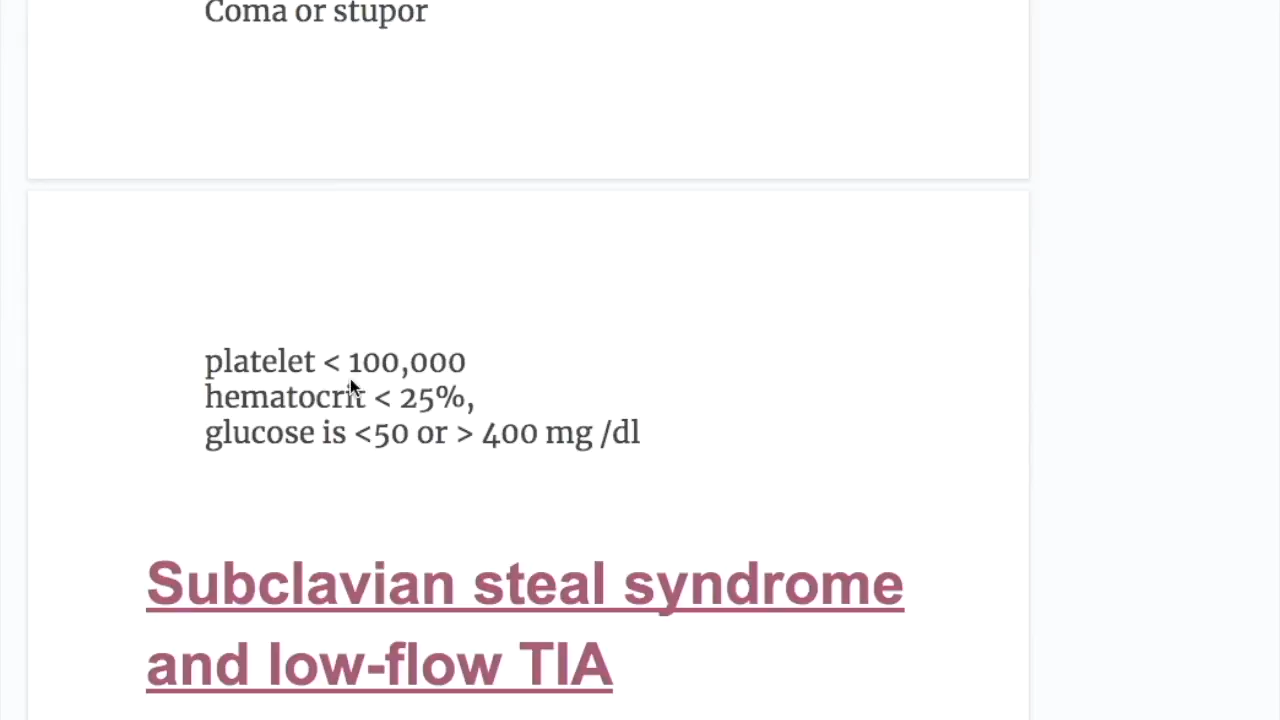 Coma or stupor
platelet < 100,000
hematocrit < 25%,
glucose is <50 or > 400 mg /dl
Subclavian steal syndrome
and low-flow TIA